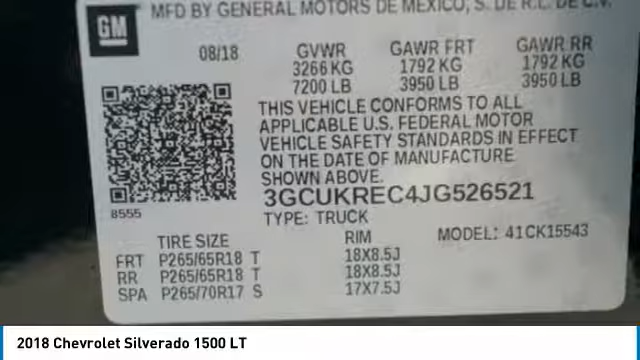 GM
MFD BY GENERAL MOTORS DE MEXICO, S. DE R.L. DE C.V.
08/18 GVWR GAWR FRT GAWR RR
3266 KG 1792 KG 1792 KG
7200 LB 3950 LB 3950 LB
THIS VEHICLE CONFORMS TO ALL
APPLICABLE U.S. FEDERAL MOTOR
VEHICLE SAFETY STANDARDS IN EFFECT
ON THE DATE OF MANUFACTURE
SHOWN ABOVE.
3GCUKREC4JG526521
8555
TYPE: TRUCK
TIRE SIZE RIM MODEL: 41CK15543
FRT P265/65R18 T 18X8.5J
RR P265/65R18 T 18X8.5J
SPA P265/70R17 S 17X7.5J
2018 Chevrolet Silverado 1500 LT